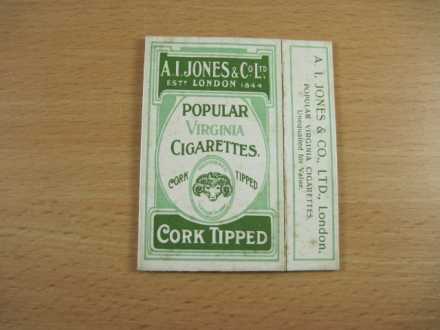 A.I. JONES & Co LTD.
ESTD LONDON 1844
POPULAR
VIRGINIA
CIGARETTES.
CORK TIPPED
CORK TIPPED
A. I. JONES & CO., LTD., London.
POPULAR VIRGINIA CIGARETTES.
Unequalled for Value.